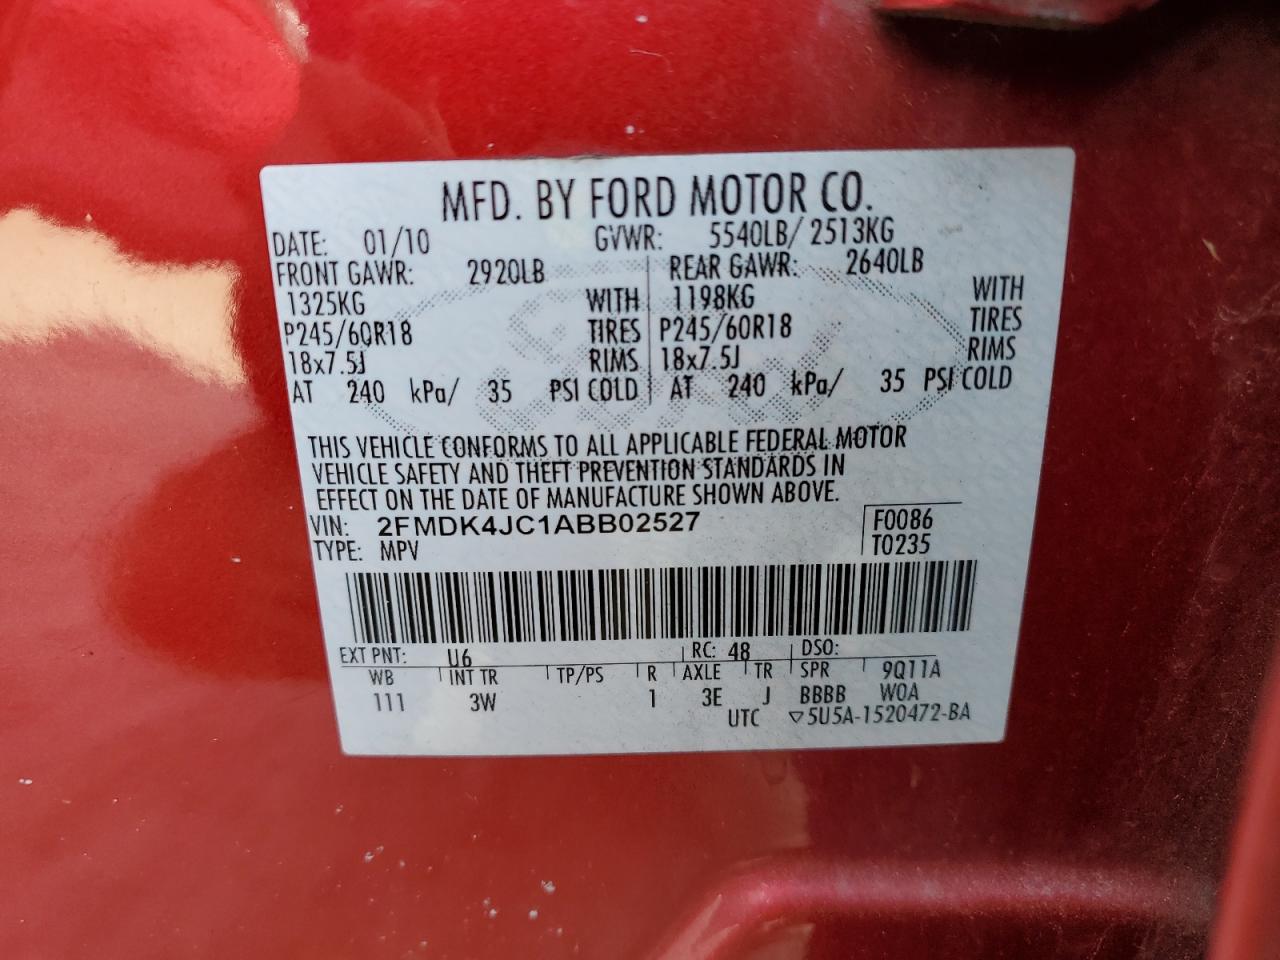 MFD. BY FORD MOTOR CO.
DATE: 01/10 GVWR: 5540LB/ 2513KG
FRONT GAWR: 2920LB REAR GAWR: 2640LB
1325KG WITH 1198KG WITH
P245/60R18 TIRES P245/60R18 TIRES
18x7.5J RIMS 18x7.5J RIMS
AT 240 kPa/ 35 PSI COLD AT 240 kPa/ 35 PSI COLD
THIS VEHICLE CONFORMS TO ALL APPLICABLE FEDERAL MOTOR
VEHICLE SAFETY AND THEFT PREVENTION STANDARDS IN
EFFECT ON THE DATE OF MANUFACTURE SHOWN ABOVE.
VIN: 2FMDK4JC1ABB02527 F0086
TYPE: MPV T0235
EXT PNT: U6 RC: 48 DSO:
WB INT TR TP/PS R AXLE TR SPR 9Q11A
111 3W 1 3E J BBBB WOA
UTC ▽5U5A-1520472-BA